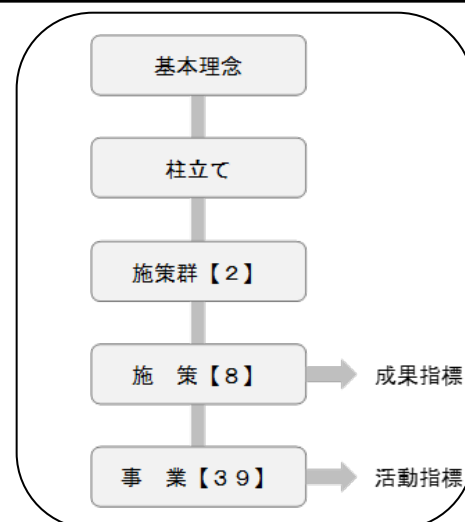 基本理念
柱立て
施策群【２】
施　策【８】
成果指標
事　業【３９】
活動指標